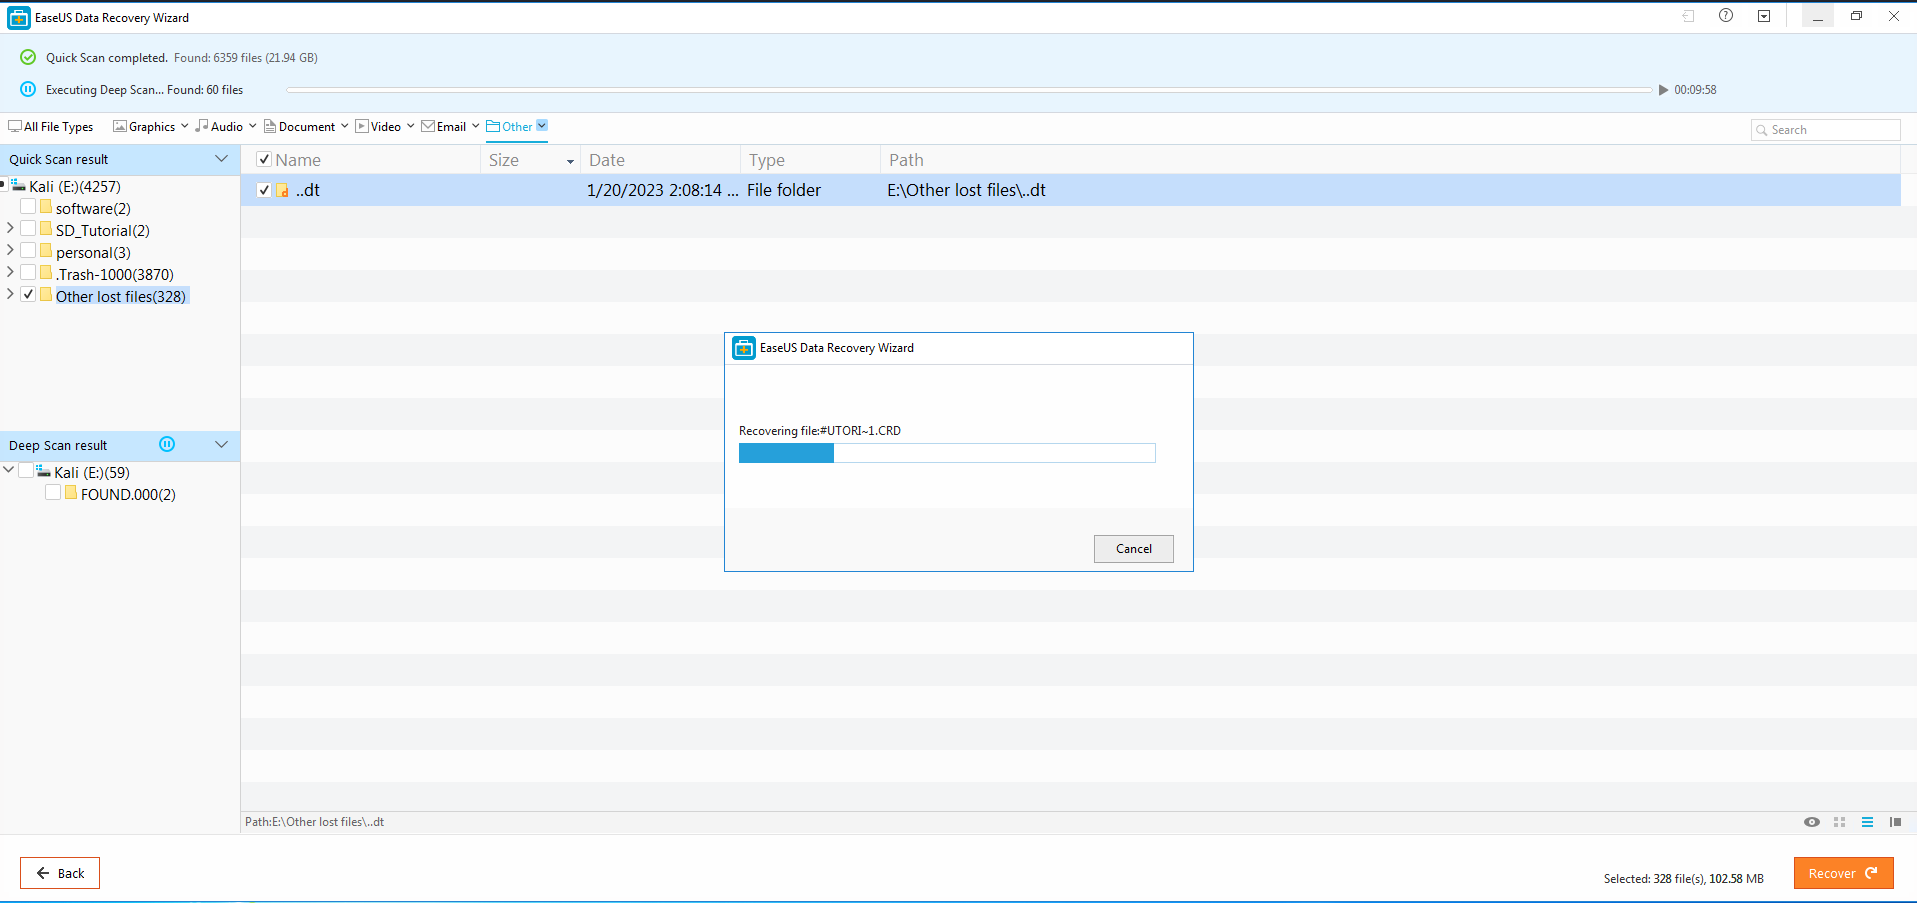 EaseUS Data Recovery Wizard
Quick Scan completed. Found: 6359 files (21.94 GB)
Executing Deep Scan... Found: 60 files 00:09:58
All File Types Graphics Audio Document Video Email Other Search
Quick Scan result
Name Size Date Type Path
Kali (E:)(4257)
..dt 1/20/2023 2:08:14 ... File folder E:\Other lost files\..dt
software(2)
SD_Tutorial(2)
personal(3)
.Trash-1000(3870)
Other lost files(328)
EaseUS Data Recovery Wizard
Recovering file:#UTORI~1.CRD
Cancel
Deep Scan result
Kali (E:)(59)
FOUND.000(2)
Path:E:\Other lost files\..dt
Back
Selected: 328 file(s), 102.58 MB
Recover